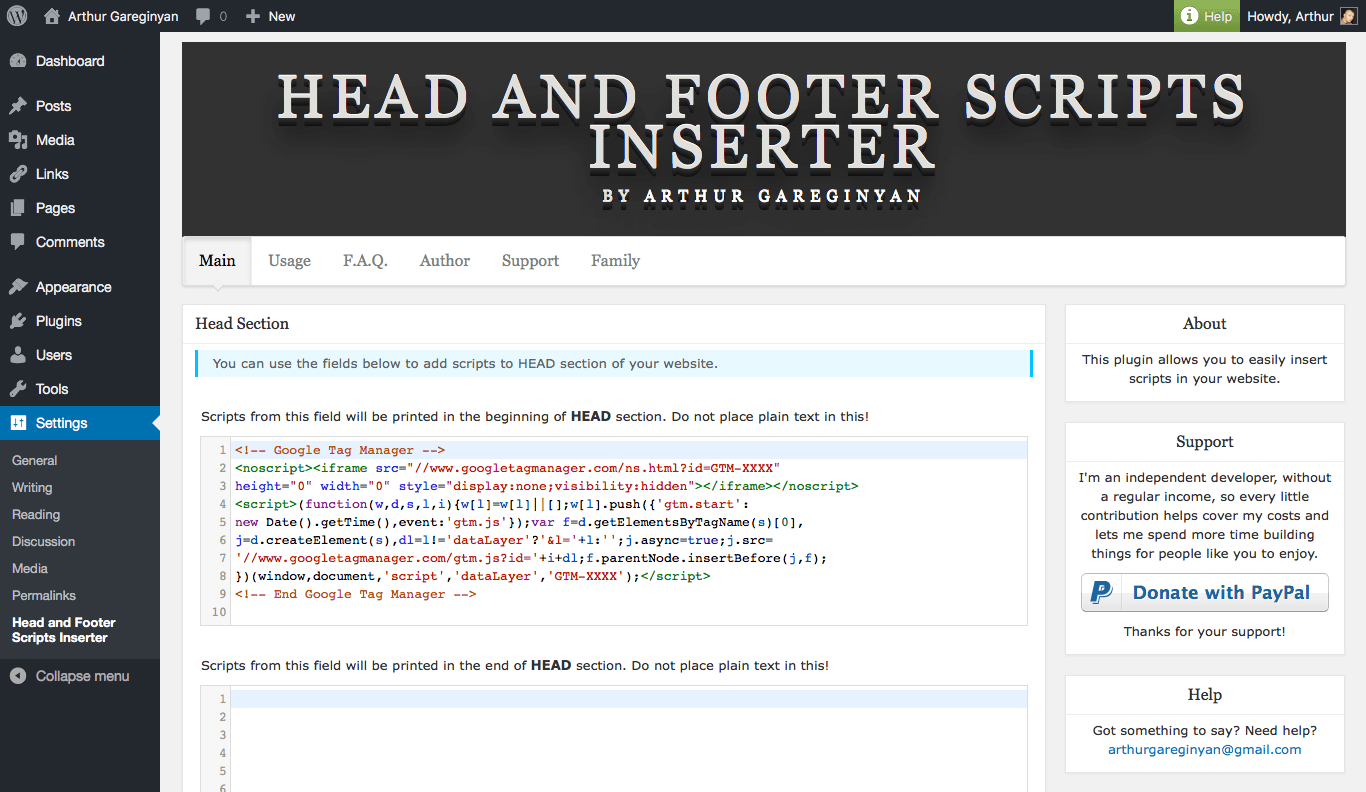 Arthur Gareginyan
0
New
Help
Howdy, Arthur
Dashboard
Posts
Media
Links
Pages
Comments
Appearance
Plugins
Users
Tools
Settings
General
Writing
Reading
Discussion
Media
Permalinks
Head and Footer
Scripts Inserter
Collapse menu
HEAD AND FOOTER SCRIPTS
INSERTER
BY ARTHUR GAREGINYAN
Main
Usage
F.A.Q.
Author
Support
Family
Head Section
You can use the fields below to add scripts to HEAD section of your website.
Scripts from this field will be printed in the beginning of HEAD section. Do not place plain text in this!
1 <!-- Google Tag Manager -->
2 <noscript><iframe src="//www.googletagmanager.com/ns.html?id=GTM-XXXX"
3 height="0" width="0" style="display:none;visibility:hidden"></iframe></noscript>
4 <script>(function(w,d,s,l,i){w[l]=w[l]||[];w[l].push({'gtm.start':
5 new Date().getTime(),event:'gtm.js'});var f=d.getElementsByTagName(s)[0],
6 j=d.createElement(s),dl=l!='dataLayer'?'&l='+l:'';j.async=true;j.src=
7 '//www.googletagmanager.com/gtm.js?id='+i+dl;f.parentNode.insertBefore(j,f);
8 })(window,document,'script','dataLayer','GTM-XXXX');</script>
9 <!-- End Google Tag Manager -->
10
Scripts from this field will be printed in the end of HEAD section. Do not place plain text in this!
1
2
3
4
5
6
About
This plugin allows you to easily insert
scripts in your website.
Support
I'm an independent developer, without
a regular income, so every little
contribution helps cover my costs and
lets me spend more time building
things for people like you to enjoy.
Donate with PayPal
Thanks for your support!
Help
Got something to say? Need help?
arthurgareginyan@gmail.com